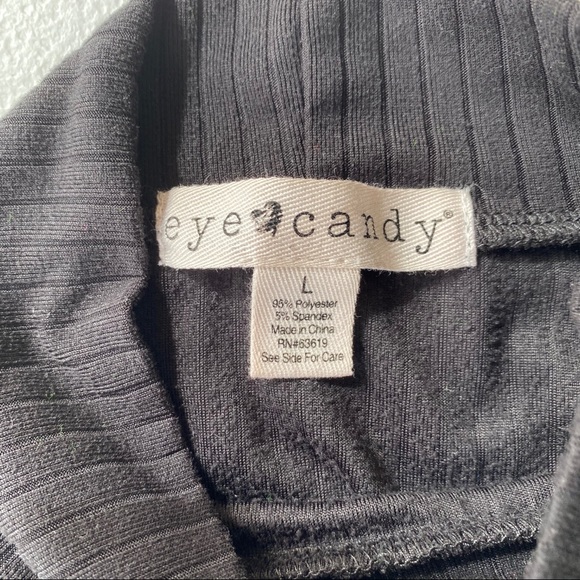 eye candy®
L
95% Polyester
5% Spandex
Made in China
RN#63619
See Side For Care